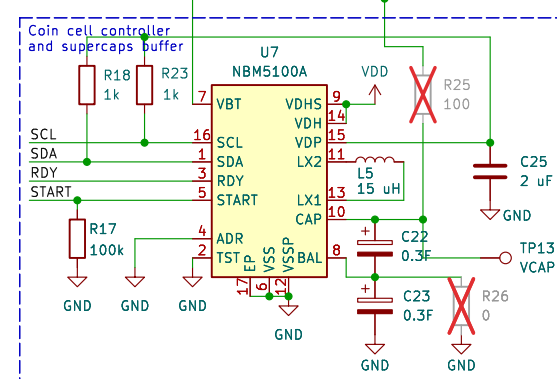 Coin cell controller
and supercaps buffer
U7
NBM5100A
R18
1k
R23
1k
7 VBT
VDHS 9
VDD
R25
100
VDH 14
SCL
16 SCL
VDP 15
SDA
1 SDA
LX2 11
C25
2 uF
RDY
3 RDY
L5
15 uH
START
5 START
LX1 13
GND
CAP 10
R17
100k
4 ADR
C22
0.3F
TP13
VCAP
2 TST
BAL 8
EP
VSS
VSSP
17
6
12
C23
0.3F
R26
0
GND
GND
GND
GND
GND
GND